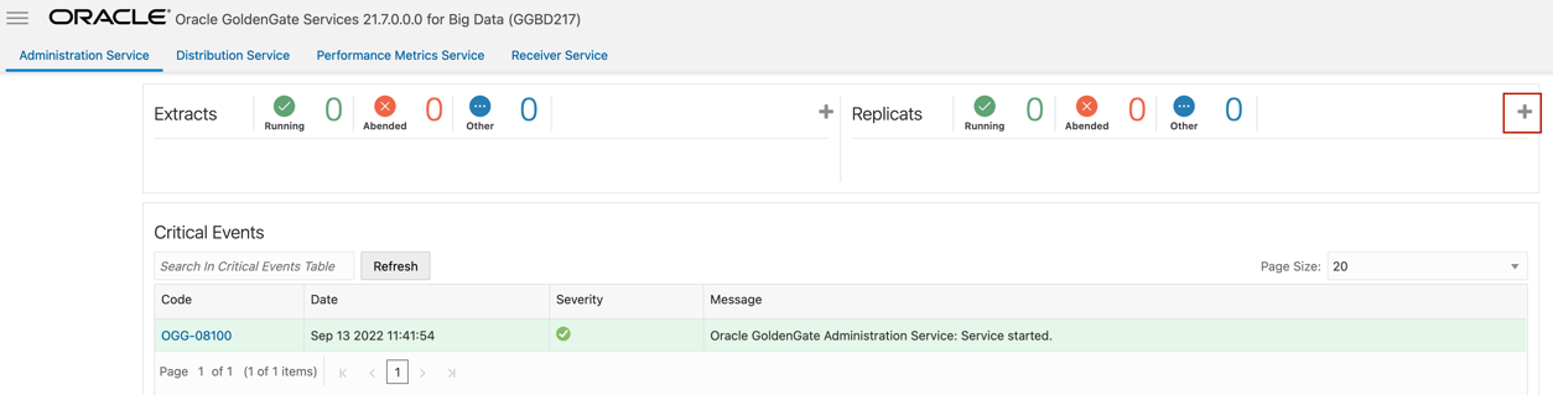 ORACLE® Oracle GoldenGate Services 21.7.0.0.0 for Big Data (GGBD217)
Administration Service Distribution Service Performance Metrics Service Receiver Service
Extracts Running 0 Abended 0 Other 0 + Replicats Running 0 Abended 0 Other 0 +
Critical Events
Search In Critical Events Table Refresh Page Size: 20
Code Date Severity Message
OGG-08100 Sep 13 2022 11:41:54 Oracle GoldenGate Administration Service: Service started.
Page 1 of 1 (1 of 1 items) 1